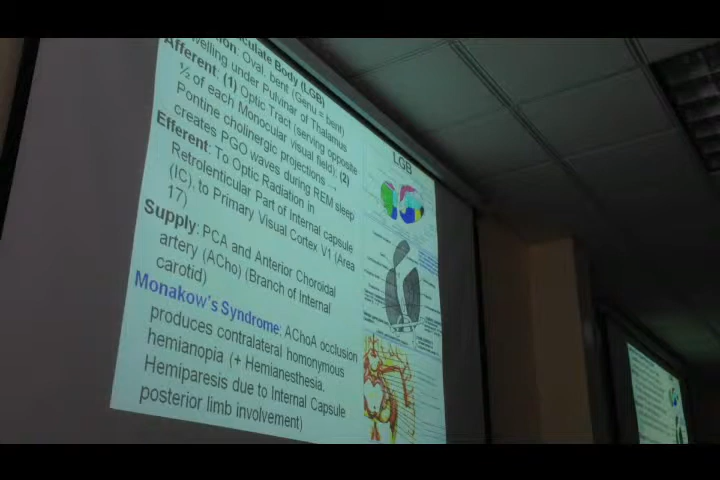 culate Body (LGB)
ion: Oval, bent (Genu = bent)
welling under Pulvinar of Thalamus
Afferent: (1) Optic Tract (serving opposite
½ of each Monocular visual field). (2)
Pontine cholinergic projections →
creates PGO waves during REM sleep
Efferent: To Optic Radiation in
Retrolenticular Part of Internal capsule
(IC), to Primary Visual Cortex V1 (Area
17)
Supply: PCA and Anterior Choroidal
artery (ACho) (Branch of Internal
carotid)
Monakow's Syndrome: AChoA occlusion
produces contralateral homonymous
hemianopia (+ Hemianesthesia.
Hemiparesis due to Internal Capsule
posterior limb involvement)
LGB